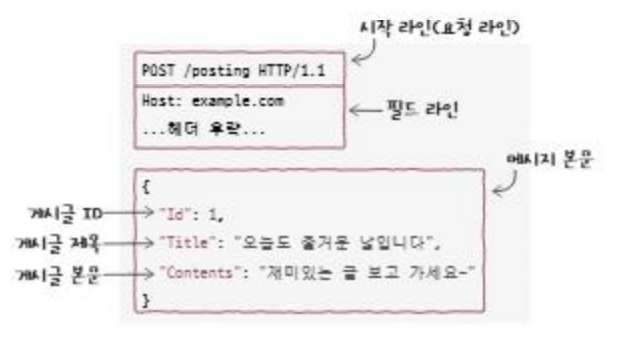 시작 라인(요청 라인)
POST /posting HTTP/1.1
Host: example.com
...헤더 후략...
필드 라인
메시지 본문
{
게시글 ID "Id": 1,
게시글 제목 "Title": "오늘도 즐거운 날입니다",
게시글 본문 "Contents": "재미있는 글 보고 가세요~"
}